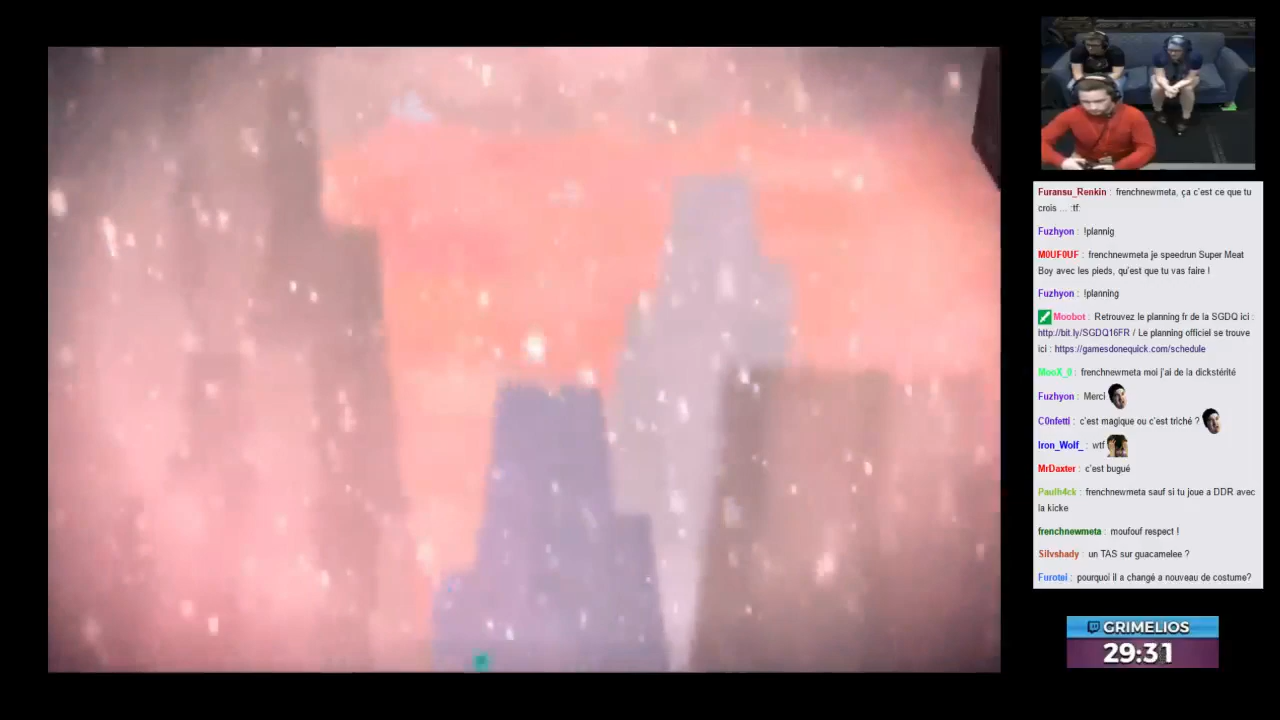 Furansu_Renkin : frenchnewmeta, ça c'est ce que tu
crois ... :tf:
Fuzhyon : !plannig
M0UF0UF : frenchnewmeta je speedrun Super Meat
Boy avec les pieds, qu'est que tu vas faire !
Fuzhyon : !planning
Moobot : Retrouvez le planning fr de la SGDQ ici :
http://bit.ly/SGDQ16FR / Le planning officiel se trouve
ici : https://gamesdonequick.com/schedule
MooX_0 : frenchnewmeta moi j'ai de la dickstérité
Fuzhyon : Merci
C0nfetti : c'est magique ou c'est triché ?
Iron_Wolf_ : wtf
MrDaxter : c'est bugué
Paulh4ck : frenchnewmeta sauf si tu joue a DDR avec
la kicke
frenchnewmeta : moufouf respect !
Silvshady : un TAS sur guacamelee ?
Furotei : pourquoi il a changé a nouveau de costume?
GRIMELIOS
29:31